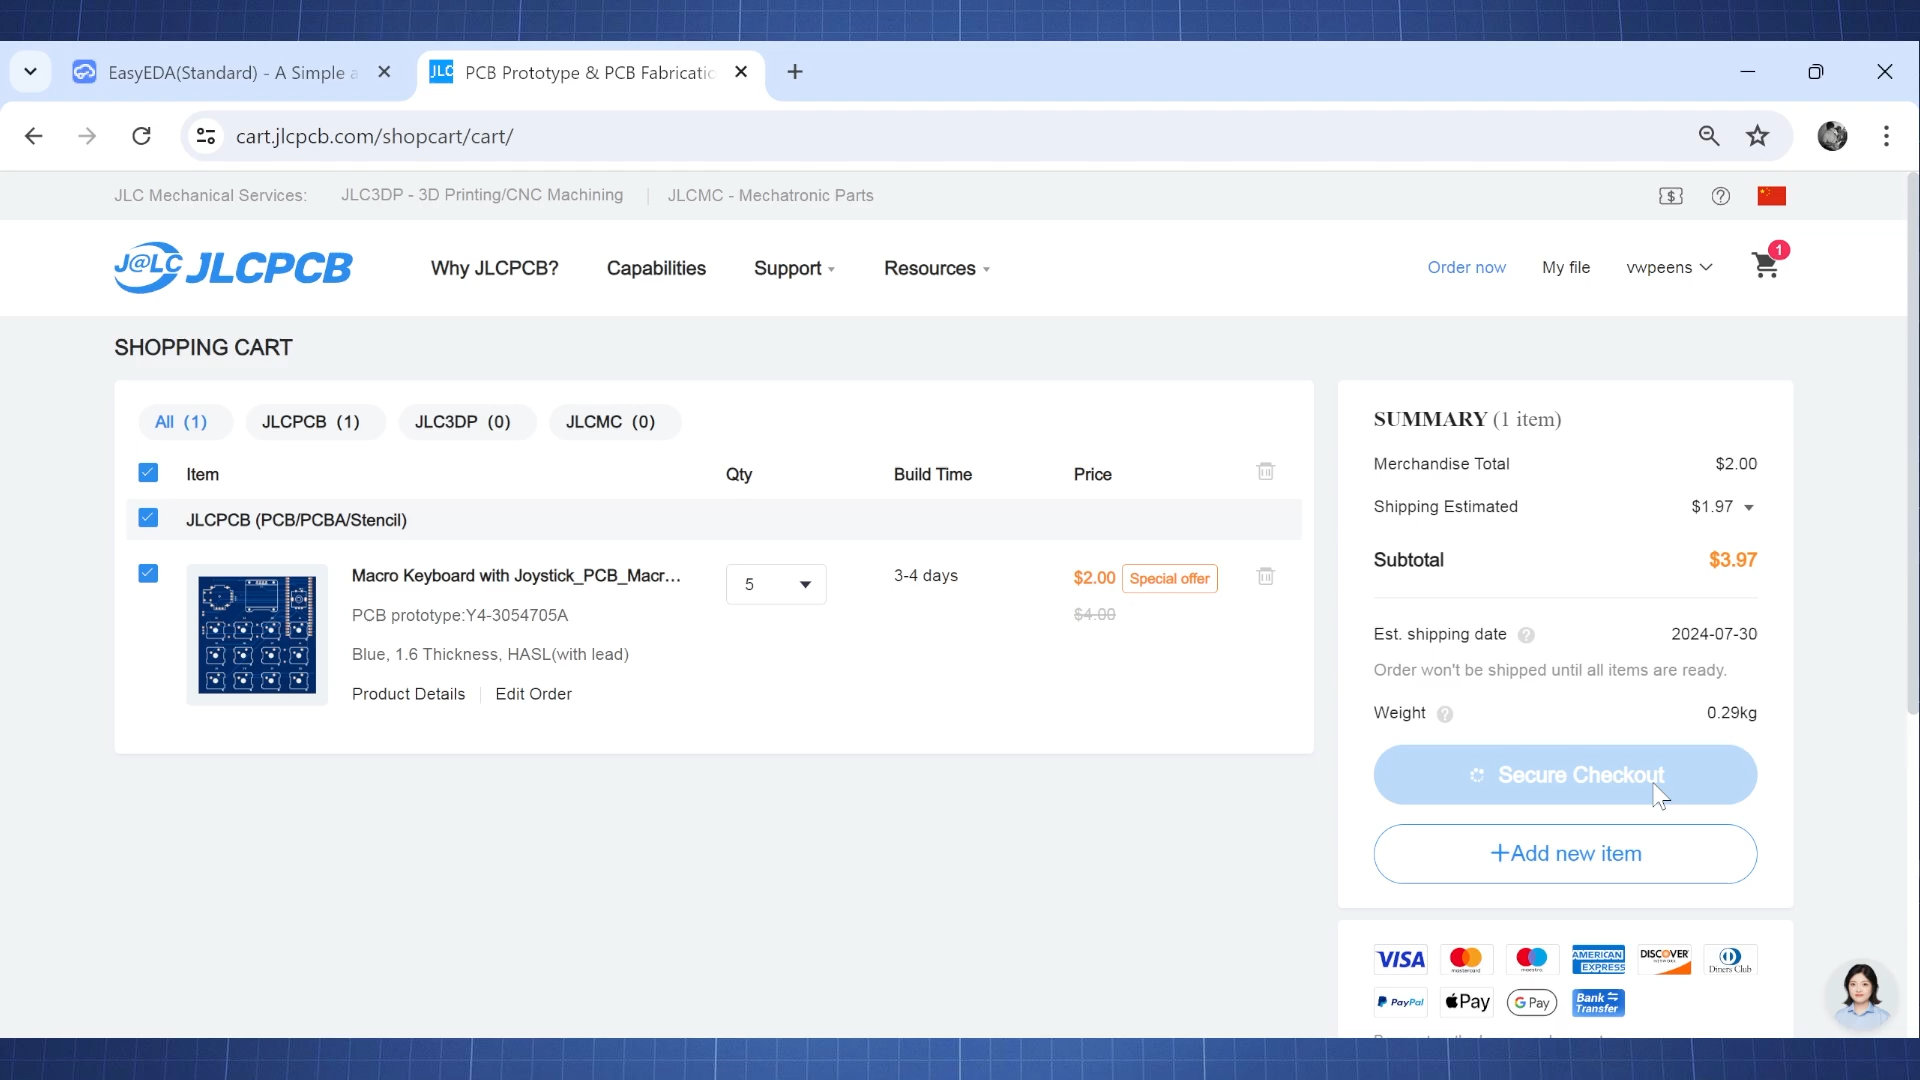 EasyEDA(Standard) - A Simple a
JLC PCB Prototype & PCB Fabricatic
cart.jlcpcb.com/shopcart/cart/
JLC Mechanical Services: JLC3DP - 3D Printing/CNC Machining JLCMC - Mechatronic Parts
J@LC JLCPCB
Why JLCPCB? Capabilities Support Resources
Order now My file vwpeens 1
SHOPPING CART
All (1) JLCPCB (1) JLC3DP (0) JLCMC (0)
Item Qty Build Time Price
JLCPCB (PCB/PCBA/Stencil)
Macro Keyboard with Joystick_PCB_Macr... 5 3-4 days $2.00 Special offer
$4.00
PCB prototype:Y4-3054705A
Blue, 1.6 Thickness, HASL(with lead)
Product Details Edit Order
SUMMARY (1 item)
Merchandise Total $2.00
Shipping Estimated $1.97
Subtotal $3.97
Est. shipping date ? 2024-07-30
Order won't be shipped until all items are ready.
Weight ? 0.29kg
Secure Checkout
+Add new item
VISA mastercard maestro AMERICAN EXPRESS DISCOVER Diners Club
PayPal Pay G Pay Bank Transfer